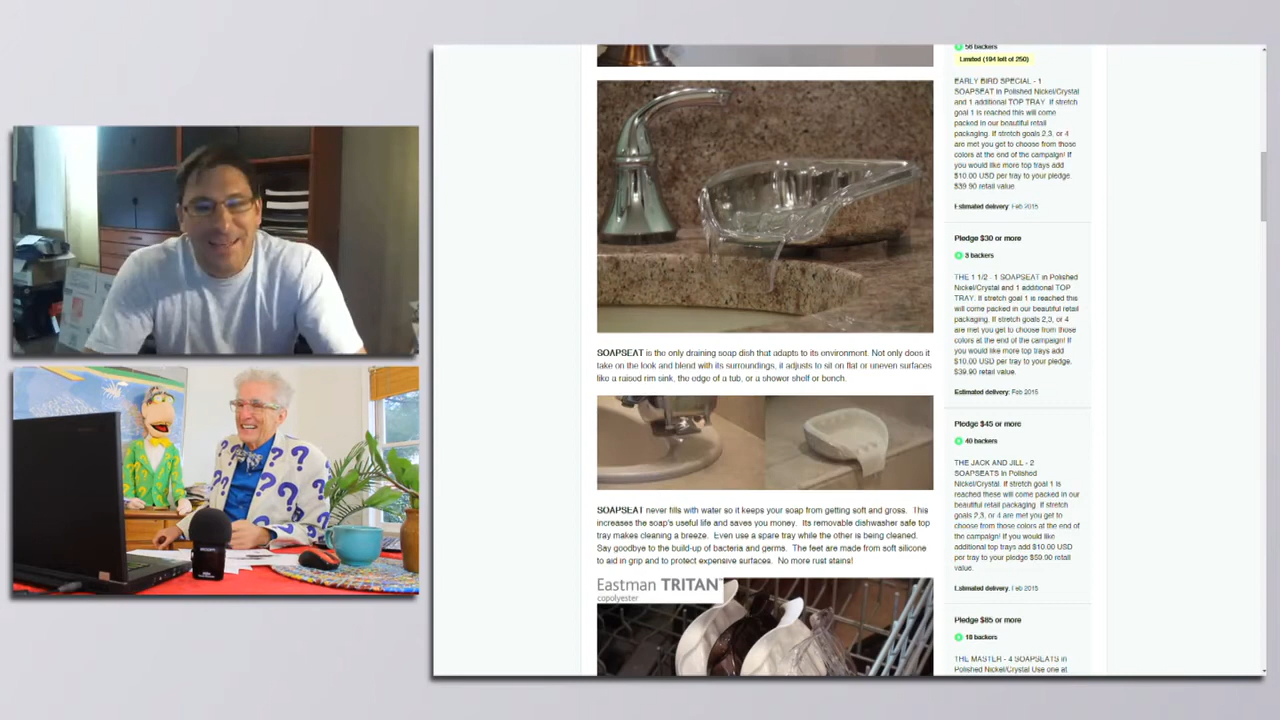 SOAPSEAT is the only draining soap dish that adapts to its environment. Not only does it
take on the look and blend with its surroundings, it adjusts to sit on flat or uneven surfaces
like a raised rim sink, the edge of a tub, or a shower shelf or bench.
SOAPSEAT never fills with water so it keeps your soap from getting soft and gross. This
increases the soap's useful life and saves you money. Its removable dishwasher safe top
tray makes cleaning a breeze. Even use a spare tray while the other is being cleaned.
Say goodbye to the build-up of bacteria and germs. The feet are made from soft silicone
to aid in grip and to protect expensive surfaces. No more rust stains!
Eastman TRITAN
copolyester
56 backers
Limited (194 left of 250)
EARLY BIRD SPECIAL - 1
SOAPSEAT in Polished Nickel/Crystal
and 1 additional TOP TRAY. If stretch
goal 1 is reached this will come
packed in our beautiful retail
packaging. If stretch goals 2,3, or 4
are met you get to choose from those
colors at the end of the campaign! If
you would like more top trays add
$10.00 USD per tray to your pledge.
$39.90 retail value.
Estimated delivery: Feb 2015
Pledge $30 or more
3 backers
THE 1 1/2 - 1 SOAPSEAT in Polished
Nickel/Crystal and 1 additional TOP
TRAY. If stretch goal 1 is reached this
will come packed in our beautiful retail
packaging. If stretch goals 2,3, or 4
are met you get to choose from those
colors at the end of the campaign! If
you would like more top trays add
$10.00 USD per tray to your pledge.
$39.90 retail value.
Estimated delivery: Feb 2015
Pledge $45 or more
40 backers
THE JACK AND JILL - 2
SOAPSEATS in Polished
Nickel/Crystal. If stretch goal 1 is
reached these will come packed in our
beautiful retail packaging. If stretch
goals 2,3, or 4 are met you get to
choose from those colors at the end of
the campaign! If you would like
additional top trays add $10.00 USD
per tray to your pledge $59.90 retail
value.
Estimated delivery: Feb 2015
Pledge $85 or more
18 backers
THE MASTER - 4 SOAPSEATS in
Polished Nickel/Crystal Use one at